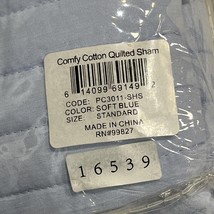 Comfy Cotton Quilted Sham
6 14099 69149 2
CODE: PC3011-SHS
COLOR: SOFT BLUE
SIZE: STANDARD
MADE IN CHINA
RN#99827
16539